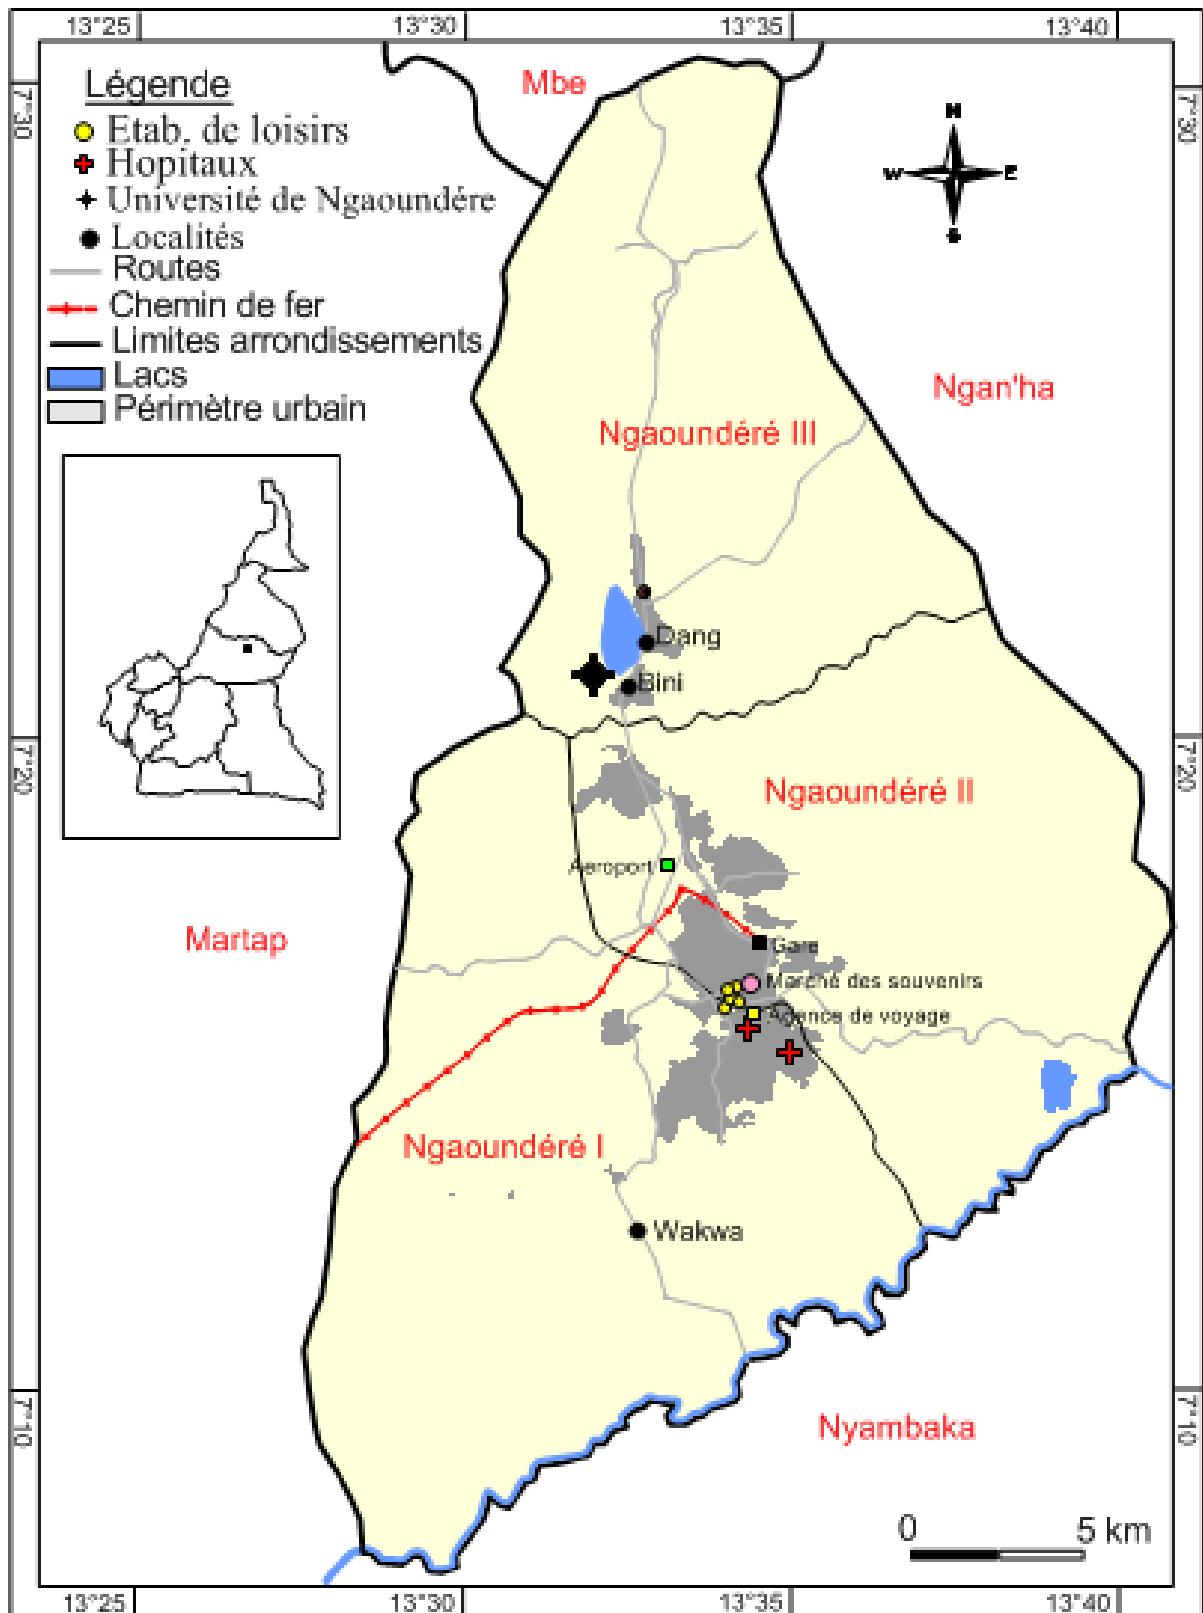 13°25 13°30 13°35 13°40
7°30 7°30
Légende
Etab. de loisirs
Hopitaux
Université de Ngaoundére
Localités
Routes
Chemin de fer
Limites arrondissements
Lacs
Périmètre urbain
Mbe
N
W E
S
Ngan'ha
Ngaoundéré III
Dang
Bini
7°20 7°20
Ngaoundéré II
Aeroport
Martap
Gare
Marché des souvenirs
Agence de voyage
Ngaoundéré I
Wakwa
7°10 7°10
Nyambaka
0 5 km
13°25 13°30 13°35 13°40